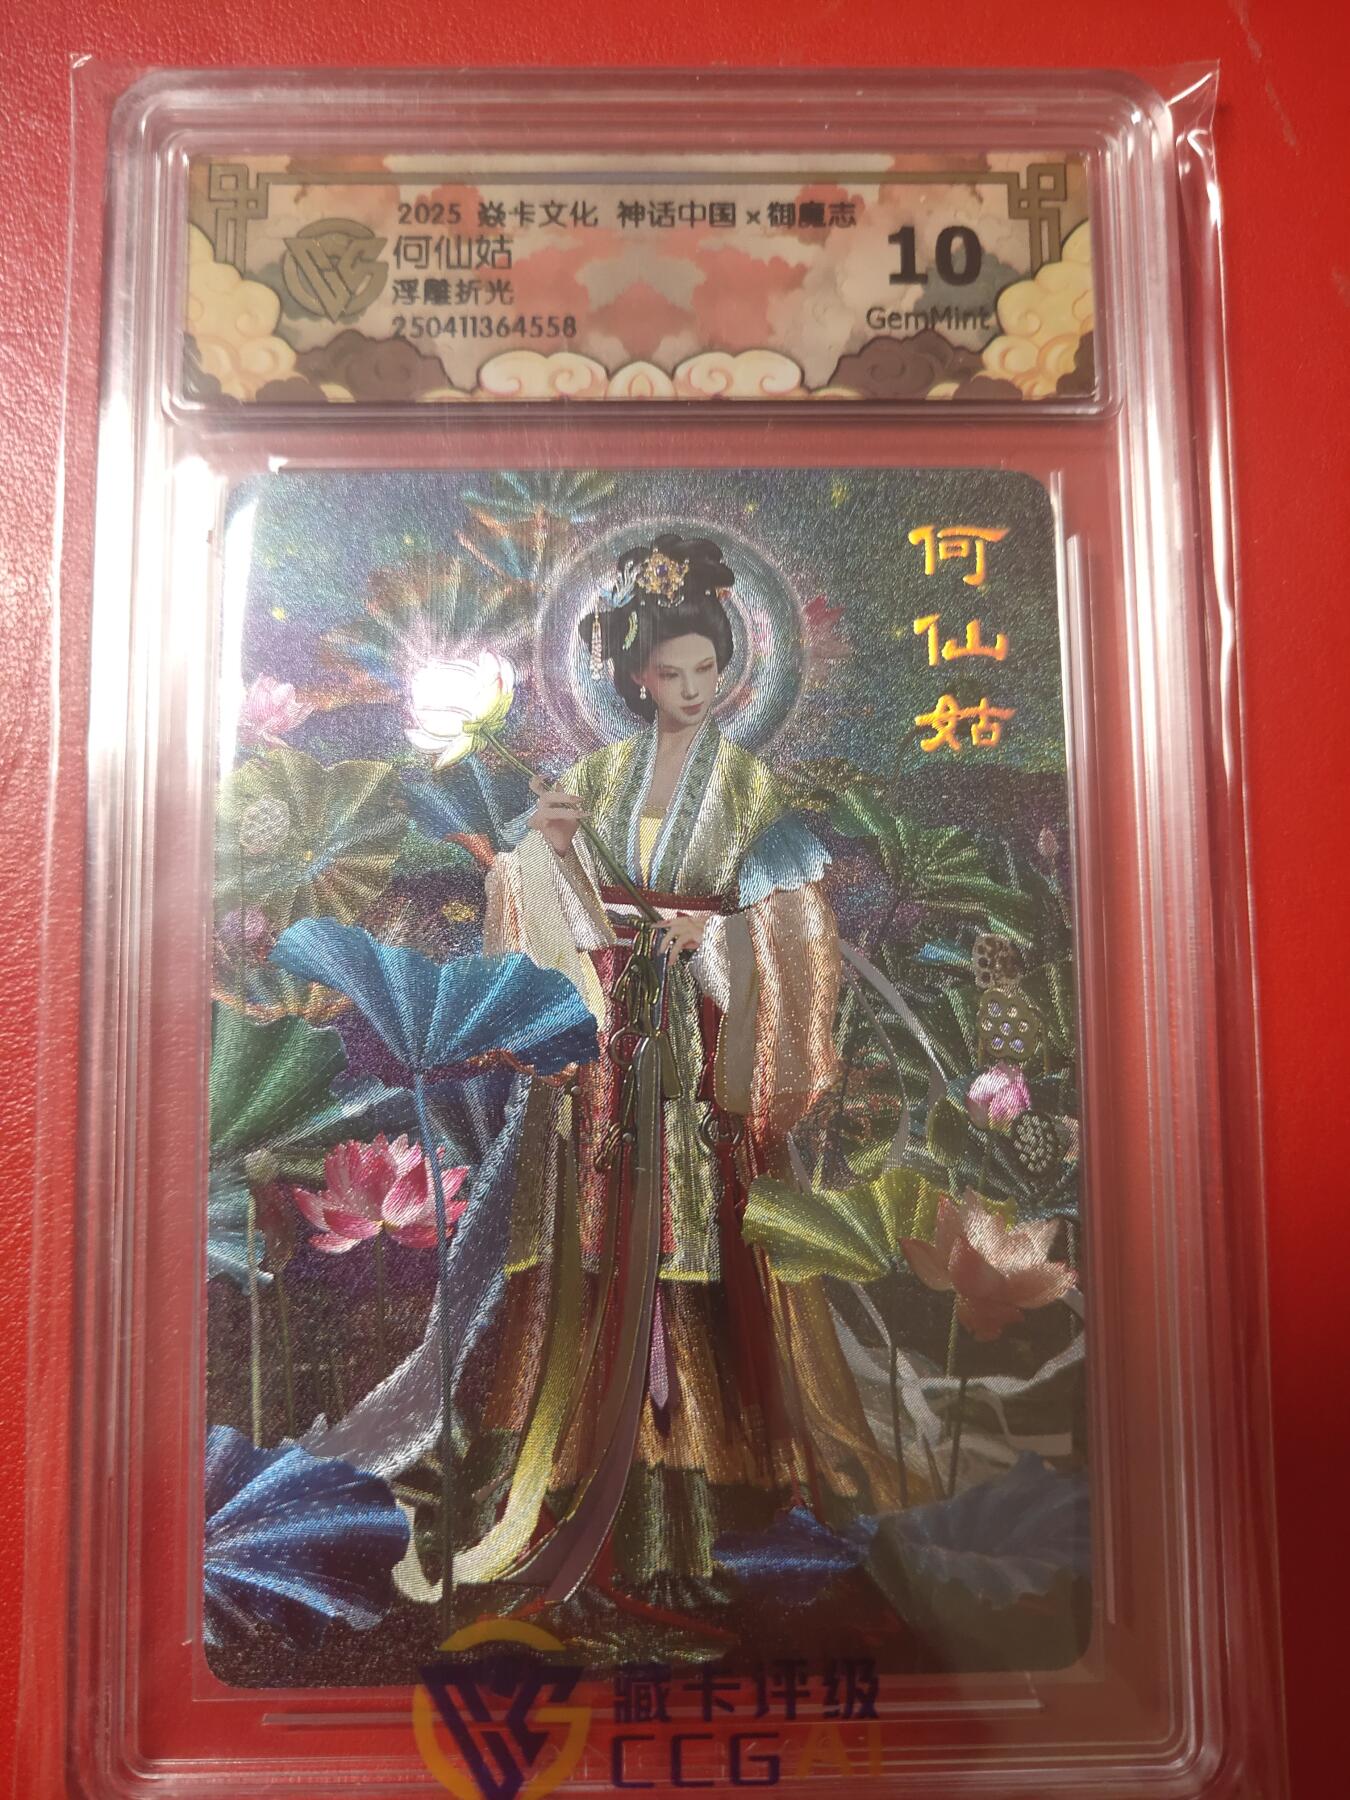 2025 焱卡文化 神话中国 x 御魔志
何仙姑
浮雕折光
250411364558
10
GemMint
何仙姑
藏卡评级
CCGAI